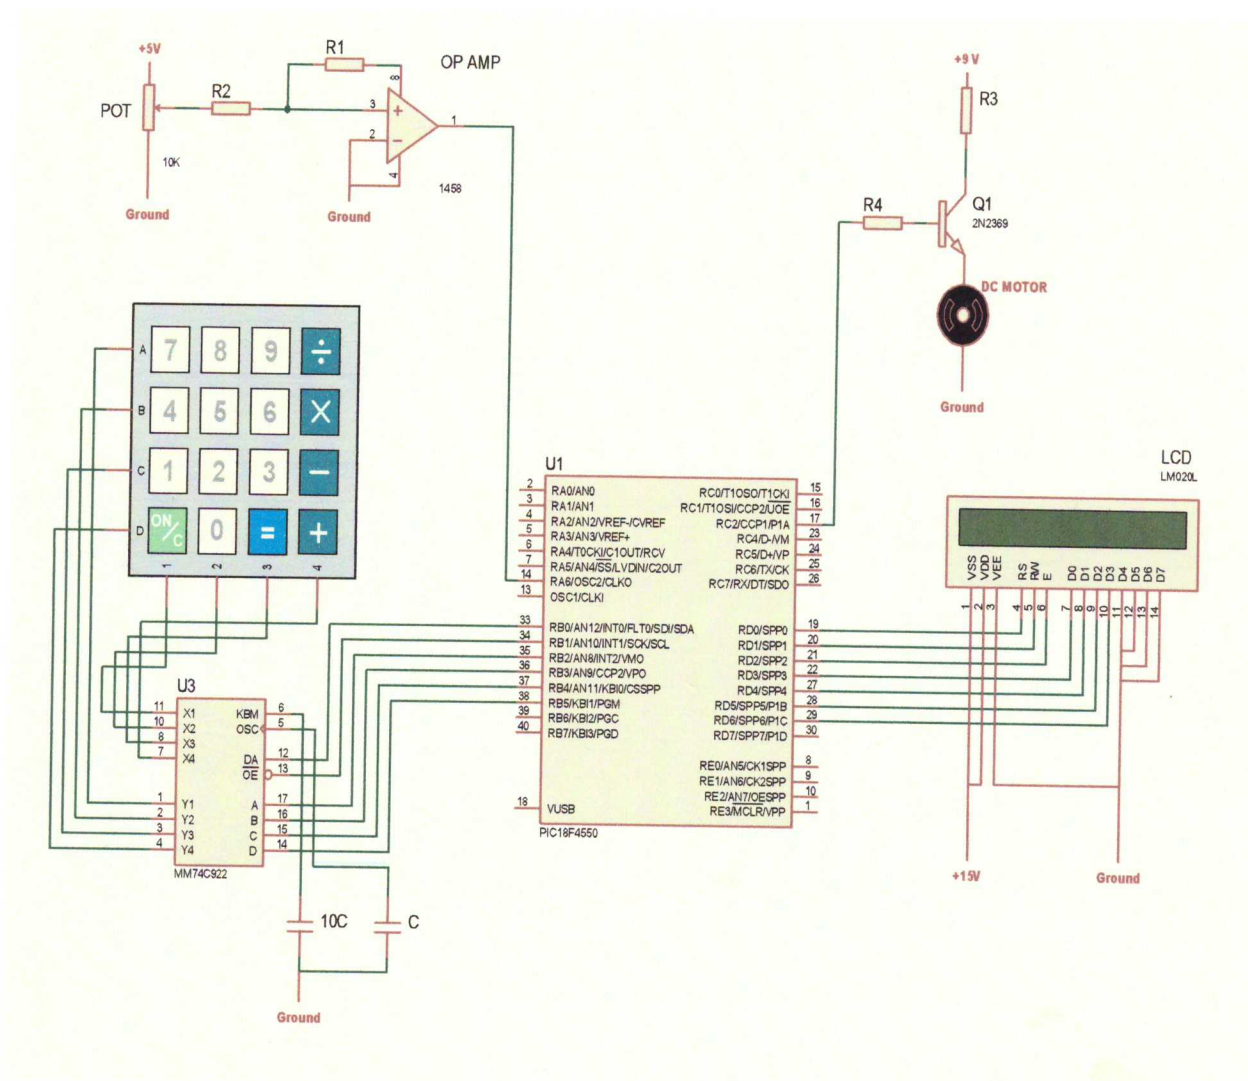 +5V
POT
10K
Ground
R2
R1
OP AMP
8
3
+
2
−
4
1
1458
Ground
+9 V
R3
R4
Q1
2N2369
DC MOTOR
Ground
A
7
8
9
÷
B
4
5
6
×
C
1
2
3
−
D
ON/C
0
=
+
1
2
3
4
U3
11 X1
10 X2
8 X3
7 X4
1 Y1
2 Y2
3 Y3
4 Y4
KBM 6
OSC 5
DA 12
OE 13
A 17
B 16
C 15
D 14
MM74C922
10C
C
Ground
U1
2 RA0/AN0
3 RA1/AN1
4 RA2/AN2/VREF-/CVREF
5 RA3/AN3/VREF+
6 RA4/T0CKI/C1OUT/RCV
7 RA5/AN4/SS/LVDIN/C2OUT
14 RA6/OSC2/CLKO
13 OSC1/CLKI
33 RB0/AN12/INT0/FLT0/SDI/SDA
34 RB1/AN10/INT1/SCK/SCL
35 RB2/AN8/INT2/VMO
36 RB3/AN9/CCP2/VPO
37 RB4/AN11/KBI0/CSSPP
38 RB5/KBI1/PGM
39 RB6/KBI2/PGC
40 RB7/KBI3/PGD
18 VUSB
RC0/T1OSO/T1CKI 15
RC1/T1OSI/CCP2/UOE 16
RC2/CCP1/P1A 17
RC4/D-/VM 23
RC5/D+/VP 24
RC6/TX/CK 25
RC7/RX/DT/SDO 26
RD0/SPP0 19
RD1/SPP1 20
RD2/SPP2 21
RD3/SPP3 22
RD4/SPP4 27
RD5/SPP5/P1B 28
RD6/SPP6/P1C 29
RD7/SPP7/P1D 30
RE0/AN5/CK1SPP 8
RE1/AN6/CK2SPP 9
RE2/AN7/OESPP 10
RE3/MCLR/VPP 1
PIC18F4550
LCD
LM020L
VSS VDD VEE RS RW E D0 D1 D2 D3 D4 D5 D6 D7
1 2 3 4 5 6 7 8 9 10 11 12 13 14
+15V
Ground